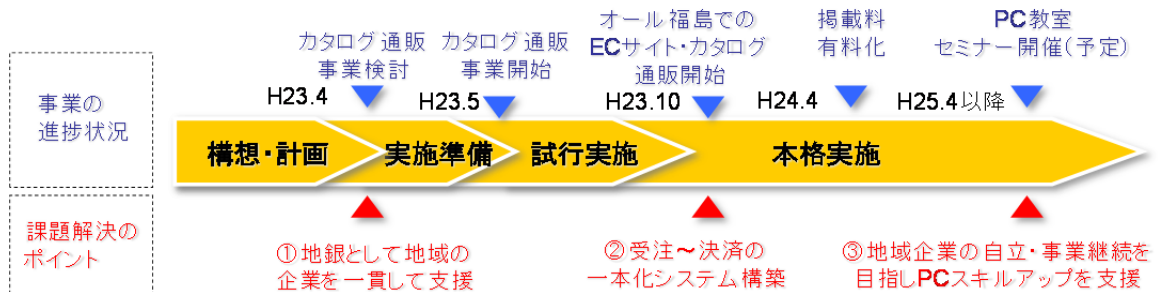 カタログ通販
事業検討
カタログ通販
事業開始
オール福島での
ECサイト・カタログ
通販開始
掲載料
有料化
PC教室
セミナー開催(予定)
事業の
進捗状況
H23.4
H23.5
H23.10
H24.4
H25.4以降
構想・計画
実施準備
試行実施
本格実施
課題解決の
ポイント
①地銀として地域の
企業を一貫して支援
②受注~決済の
一本化システム構築
③地域企業の自立・事業継続を
目指しPCスキルアップを支援